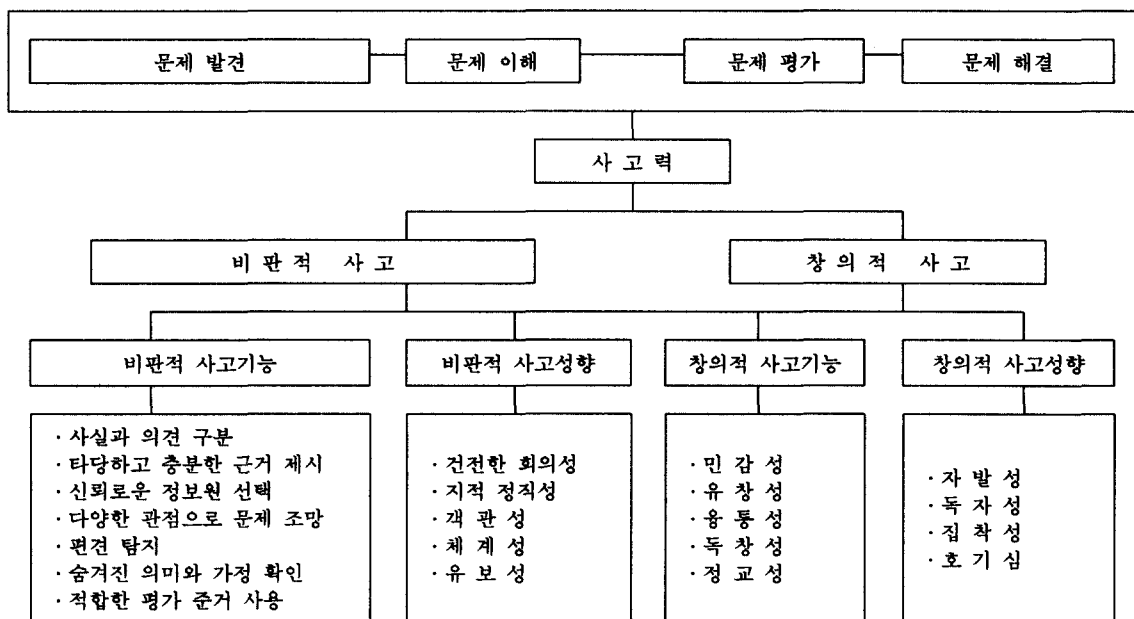 문제 발견 문제 이해 문제 평가 문제 해결
사 고 력
비 판 적 사 고 창 의 적 사 고
비판적 사고기능 비판적 사고성향 창의적 사고기능 창의적 사고성향
· 사실과 의견 구분
· 타당하고 충분한 근거 제시
· 신뢰로운 정보원 선택
· 다양한 관점으로 문제 조망
· 편견 탐지
· 숨겨진 의미와 가정 확인
· 적합한 평가 준거 사용
· 건전한 회의성
· 지적 정직성
· 객 관 성
· 체 계 성
· 유 보 성
· 민 감 성
· 유 창 성
· 융 통 성
· 독 창 성
· 정 교 성
· 자 발 성
· 독 자 성
· 집 착 성
· 호 기 심